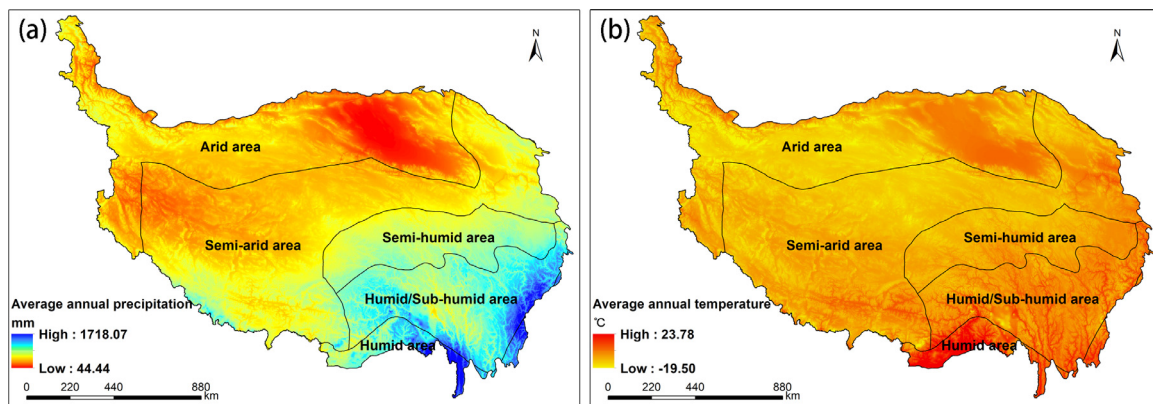 (a)
N
Arid area
Semi-arid area
Semi-humid area
Humid/Sub-humid area
Humid area
Average annual precipitation
mm
High : 1718.07
Low : 44.44
0 220 440 880
km
(b)
N
Arid area
Semi-arid area
Semi-humid area
Humid/Sub-humid area
Humid area
Average annual temperature
℃
High : 23.78
Low : -19.50
0 220 440 880
km